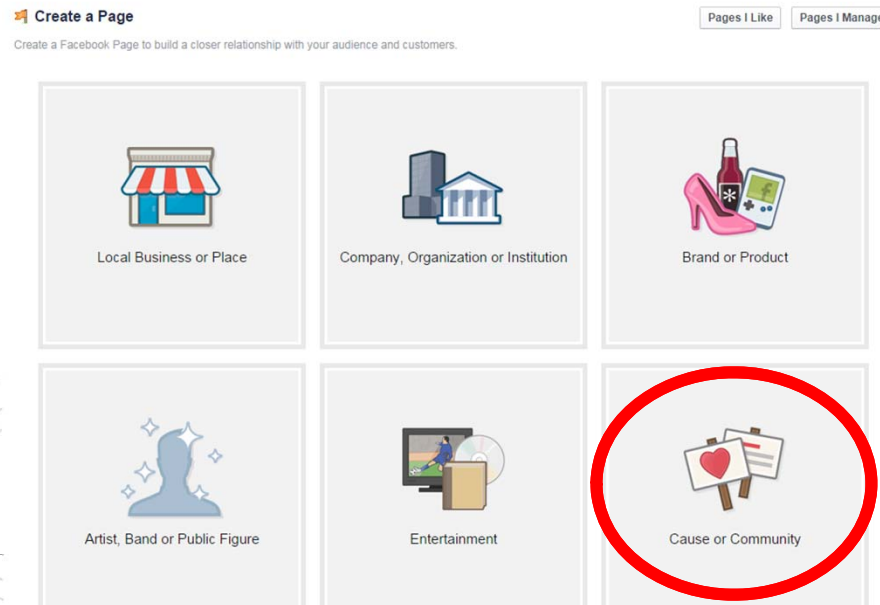 Create a Page
Pages I Like
Pages I Manage
Create a Facebook Page to build a closer relationship with your audience and customers.
Local Business or Place
Company, Organization or Institution
Brand or Product
Artist, Band or Public Figure
Entertainment
Cause or Community